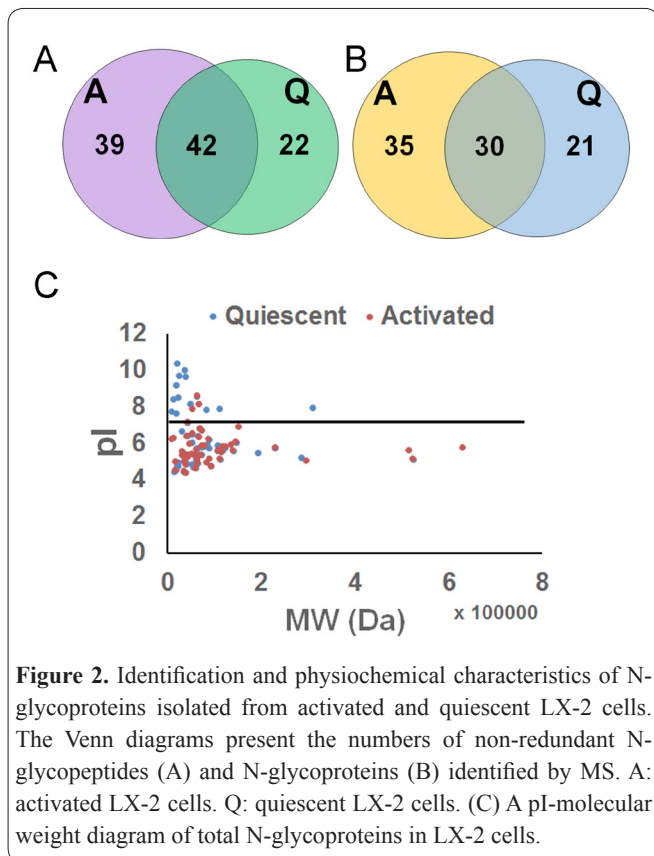 A
B
A
Q
A
Q
39
42
22
35
30
21
C
Quiescent
Activated
12
10
8
6
4
2
0
pI
0
2
4
6
8
x 100000
MW (Da)
Figure 2. Identification and physiochemical characteristics of N-
glycoproteins isolated from activated and quiescent LX-2 cells.
The Venn diagrams present the numbers of non-redundant N-
glycopeptides (A) and N-glycoproteins (B) identified by MS. A:
activated LX-2 cells. Q: quiescent LX-2 cells. (C) A pI-molecular
weight diagram of total N-glycoproteins in LX-2 cells.